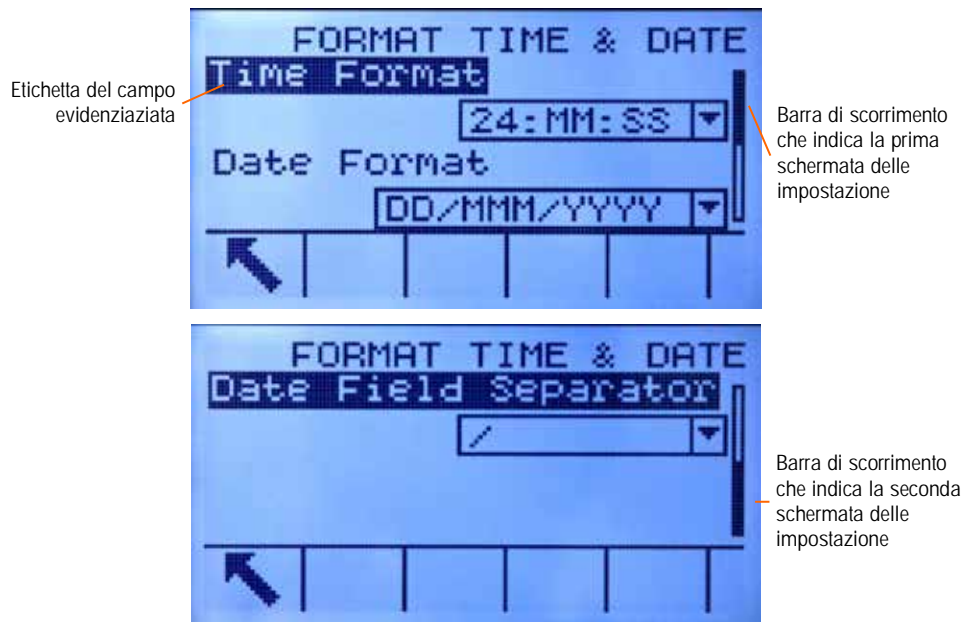 FORMAT TIME & DATE
Time Format
Etichetta del campo
evidenziaziata
24:MM:SS
Barra di scorrimento
che indica la prima
schermata delle
impostazione
Date Format
DD/MMM/YYYY
FORMAT TIME & DATE
Date Field Separator
/
Barra di scorrimento
che indica la seconda
schermata delle
impostazione